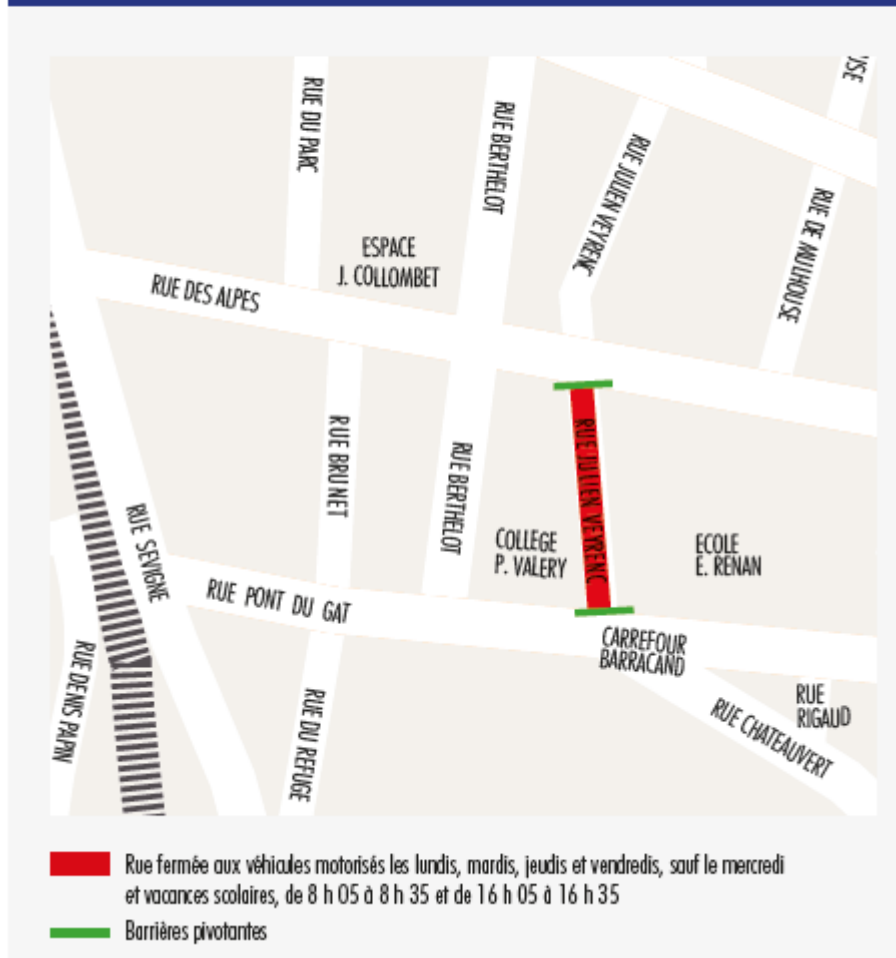 YSE
RUE DU PARC
RUE BERTHELOT
RUE JULIEN VEYRENC
RUE DE MULHOUSE
ESPACE
J. COLLOMBET
RUE DES ALPES
RUE BRUNET
RUE BERTHELOT
RUE JULIEN VEYRENC
COLLEGE
P. VALERY
ECOLE
E. RENAN
RUE SEVIGNE
RUE PONT DU GAT
CARREFOUR
BARRACAND
RUE DENIS PAPIN
RUE DU REFUGE
RUE CHATEAUVERT
RUE
RIGAUD
Rue fermée aux véhicules motorisés les lundis, mardis, jeudis et vendredis, sauf le mercredi
et vacances scolaires, de 8 h 05 à 8 h 35 et de 16 h 05 à 16 h 35
Barrières pivotantes